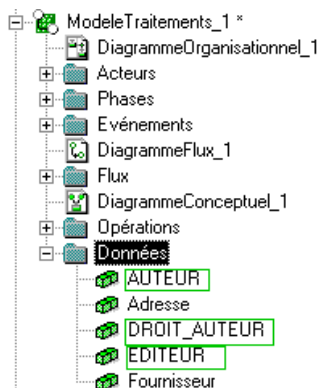 ModeleTraitements_1 *
DiagrammeOrganisationnel_1
Acteurs
Phases
Evénements
DiagrammeFlux_1
Flux
DiagrammeConceptuel_1
Opérations
Données
AUTEUR
Adresse
DROIT_AUTEUR
EDITEUR
Fournisseur